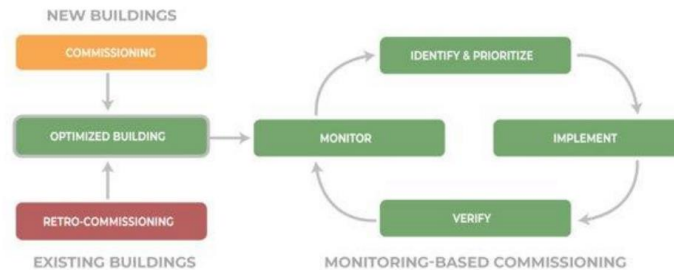 NEW BUILDINGS
COMMISSIONING
OPTIMIZED BUILDING
RETRO-COMMISSIONING
EXISTING BUILDINGS
IDENTIFY & PRIORITIZE
MONITOR
IMPLEMENT
VERIFY
MONITORING-BASED COMMISSIONING